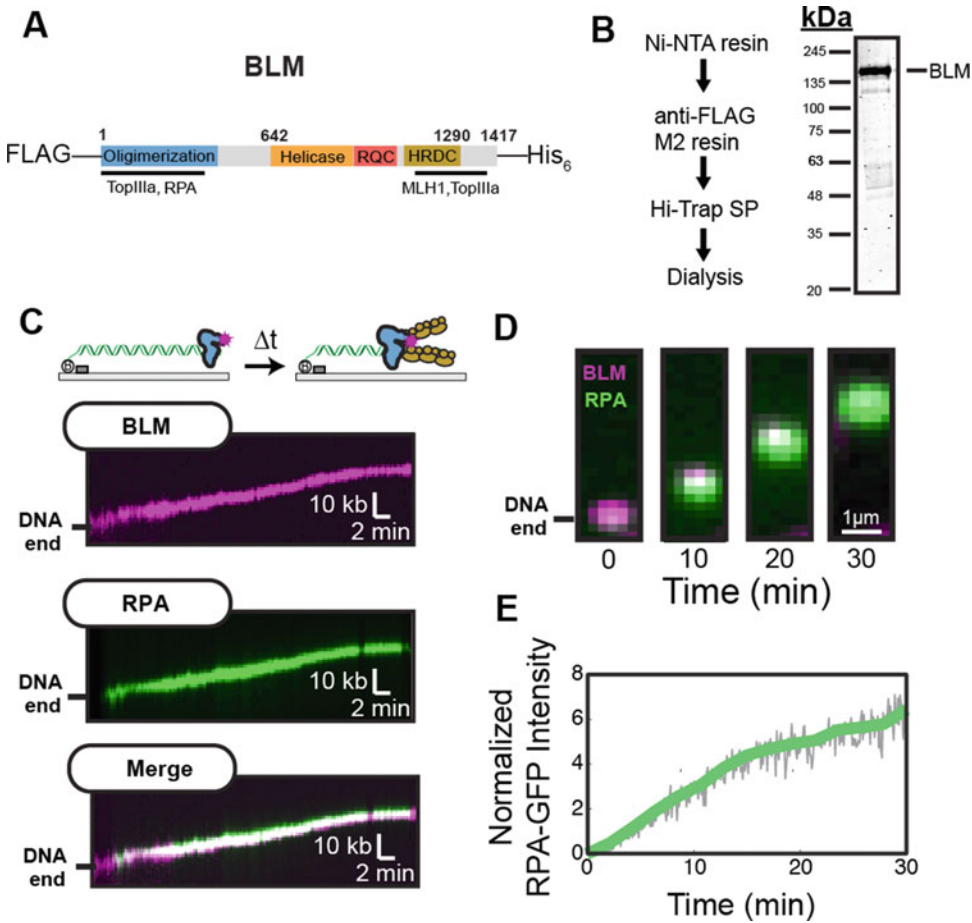 A
BLM
1
642
1290
1417
FLAG
Oligimerization
Helicase
RQC
HRDC
His6
TopIIIa, RPA
MLH1,TopIIIa
B
Ni-NTA resin
anti-FLAG
M2 resin
Hi-Trap SP
Dialysis
kDa
245
135
100
75
63
48
35
20
BLM
C
Δt
B
B
BLM
10 kb
2 min
DNA
end
RPA
10 kb
2 min
DNA
end
Merge
10 kb
2 min
DNA
end
D
BLM
RPA
DNA
end
1µm
0
10
20
30
Time (min)
E
Normalized
RPA-GFP Intensity
8
6
4
2
0
0
10
20
30
Time (min)